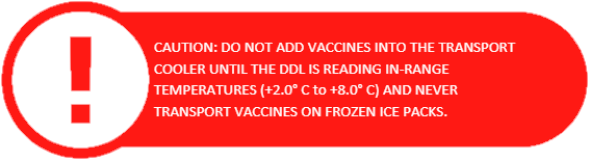 CAUTION: DO NOT ADD VACCINES INTO THE TRANSPORT
COOLER UNTIL THE DDL IS READING IN-RANGE
TEMPERATURES (+2.0° C to +8.0° C) AND NEVER
TRANSPORT VACCINES ON FROZEN ICE PACKS.